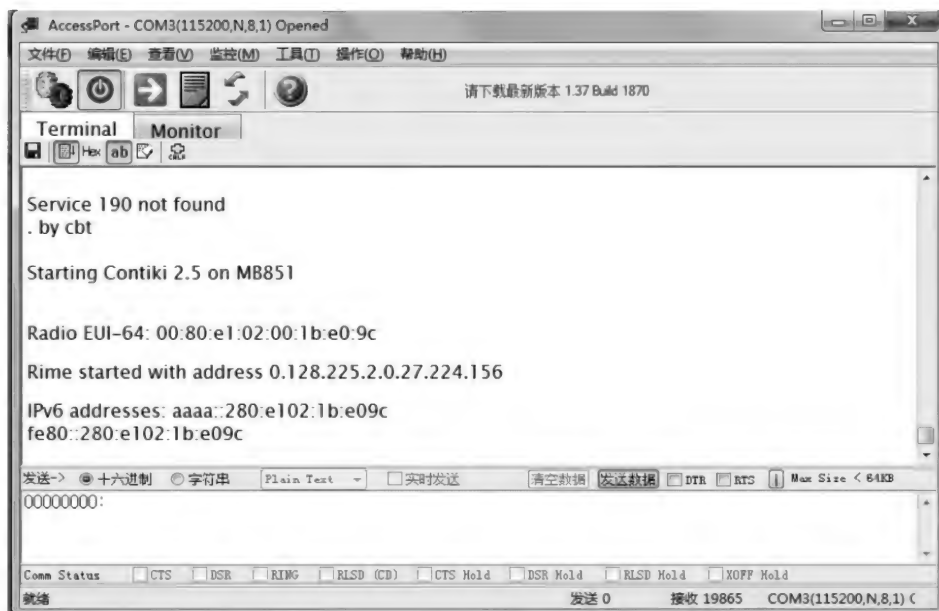 AccessPort - COM3(115200,N,8,1) Opened
文件(F) 编辑(E) 查看(V) 监控(M) 工具(T) 操作(O) 帮助(H)
请下载最新版本 1.37 Build 1870
Terminal Monitor
Hex ab
Service 190 not found
. by cbt
Starting Contiki 2.5 on MB851
Radio EUI-64: 00:80:e1:02:00:1b:e0:9c
Rime started with address 0.128.225.2.0.27.224.156
IPv6 addresses: aaaa::280:e102:1b:e09c
fe80::280:e102:1b:e09c
发送-> 十六进制 字符串 Plain Text 实时发送 清空数据 发送数据 DTR RTS Max Size < 64KB
00000000:
Comm Status CTS DSR RING RLSD (CD) CTS Hold DSR Hold RLSD Hold XOFF Hold
就绪 发送 0 接收 19865 COM3(115200,N,8,1) (